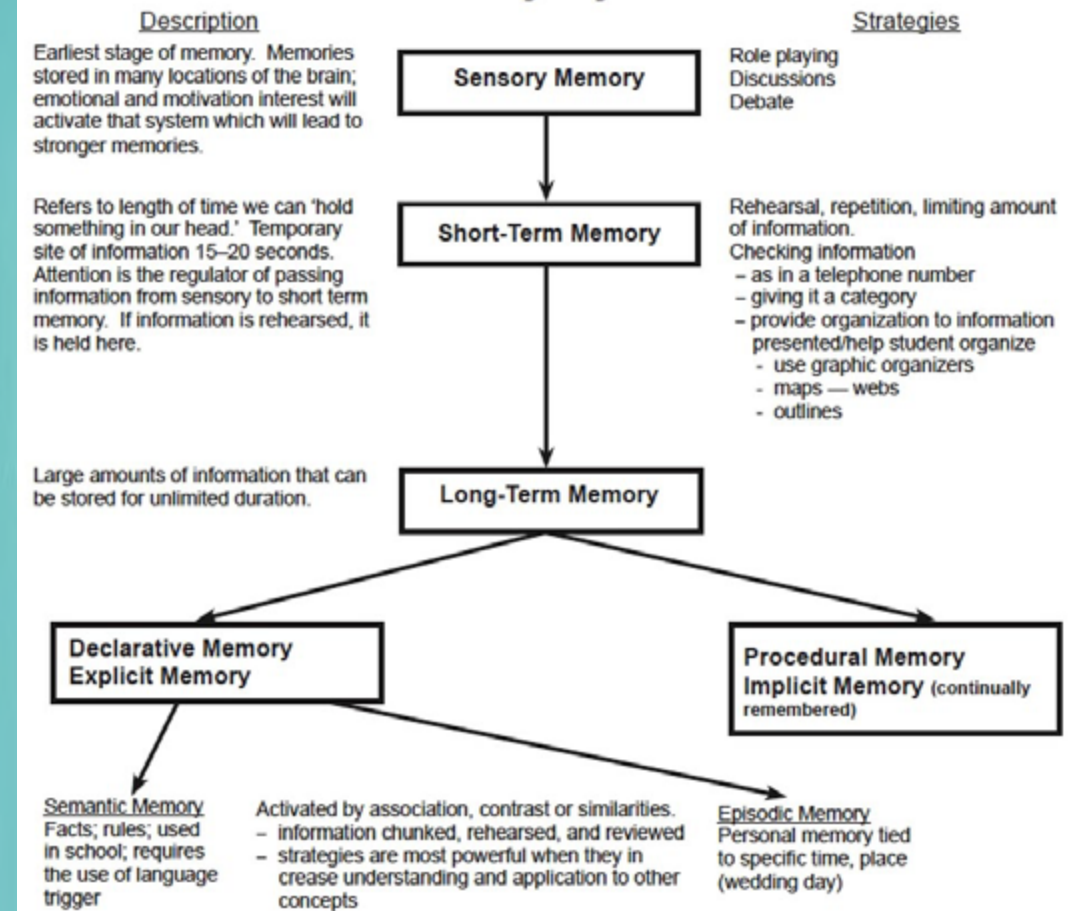 Description
Earliest stage of memory. Memories
stored in many locations of the brain;
emotional and motivation interest will
activate that system which will lead to
stronger memories.
Sensory Memory
Strategies
Role playing
Discussions
Debate
Refers to length of time we can ‘hold
something in our head.’ Temporary
site of information 15–20 seconds.
Attention is the regulator of passing
information from sensory to short term
memory. If information is rehearsed, it
is held here.
Short-Term Memory
Rehearsal, repetition, limiting amount
of information.
Checking information
– as in a telephone number
– giving it a category
– provide organization to information
presented/help student organize
- use graphic organizers
- maps — webs
- outlines
Large amounts of information that can
be stored for unlimited duration.
Long-Term Memory
Declarative Memory
Explicit Memory
Procedural Memory
Implicit Memory (continually
remembered)
Semantic Memory
Facts; rules; used
in school; requires
the use of language
trigger
Activated by association, contrast or similarities.
– information chunked, rehearsed, and reviewed
– strategies are most powerful when they in
crease understanding and application to other
concepts
Episodic Memory
Personal memory tied
to specific time, place
(wedding day)